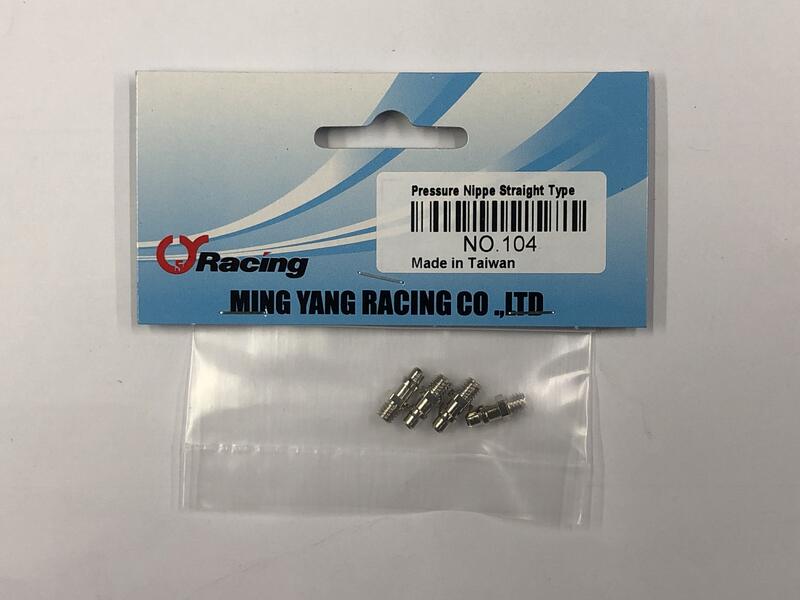 Pressure Nippe Straight Type
NO.104
Made in Taiwan
Racing
MING YANG RACING CO .,LTD